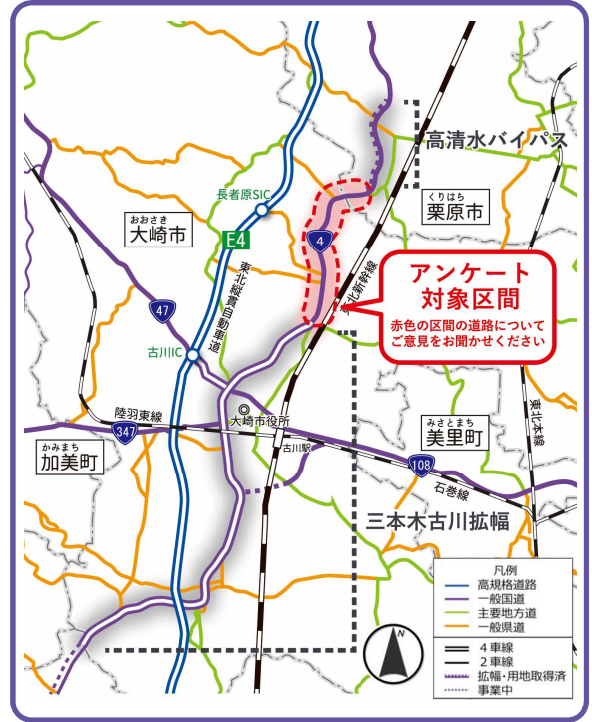 高清水バイパス
長者原SIC
くりはら
栗原市
おおさき
大崎市
E4
4
東北新幹線
アンケート
対象区間
赤色の区間の道路について
ご意見をお聞かせください
東北縦貫自動車道
47
古川IC
大崎市役所
陸羽東線
347
みさとまち
美里町
東北本線
かみまち
加美町
古川駅
108
石巻線
三本木古川拡幅
凡例
高規格道路
一般国道
主要地方道
一般県道
4車線
2車線
拡幅・用地取得済
事業中
N